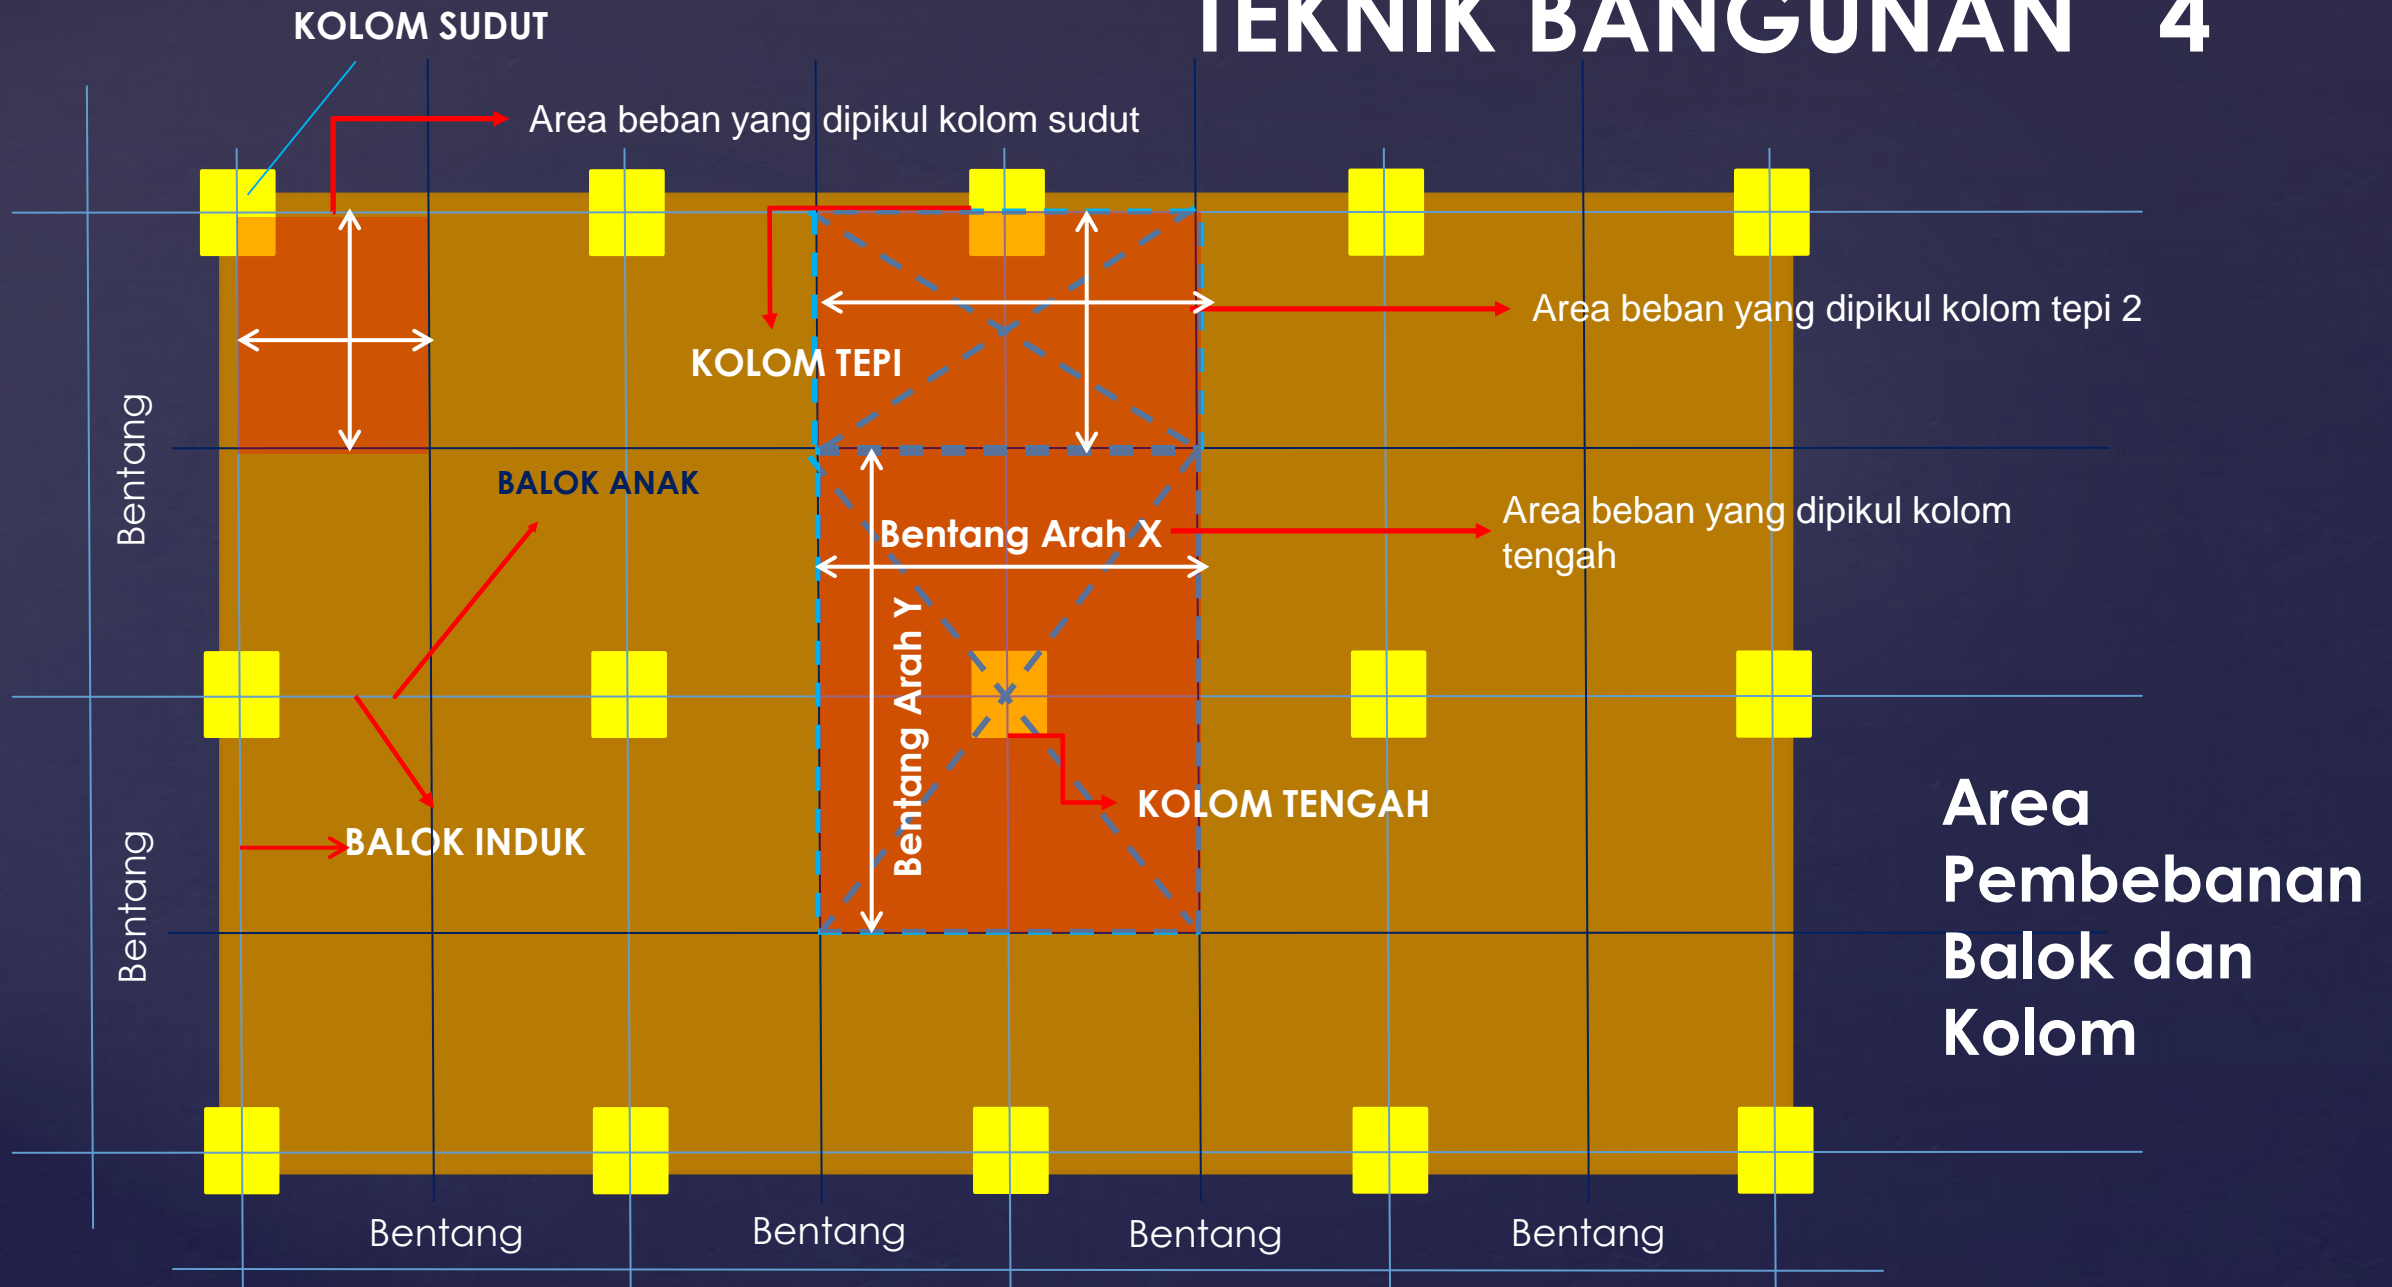 TEKNIK BANGUNAN 4
KOLOM SUDUT
Area beban yang dipikul kolom sudut
Area beban yang dipikul kolom tepi 2
KOLOM TEPI
Bentang
BALOK ANAK
Bentang Arah X
Area beban yang dipikul kolom
tengah
Bentang Arah Y
KOLOM TENGAH
BALOK INDUK
Bentang
Area
Pembebanan
Balok dan
Kolom
Bentang
Bentang
Bentang
Bentang